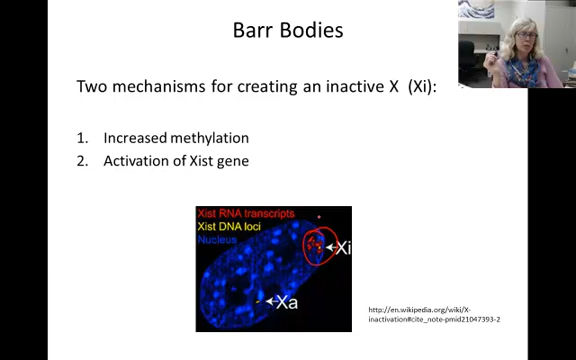 Barr Bodies
Two mechanisms for creating an inactive X  (Xi):
1. Increased methylation
2. Activation of Xist gene
Xist RNA transcripts
Xist DNA loci
Nucleus
Xi
Xa
http://en.wikipedia.org/wiki/X-
inactivation#cite_note-pmid21047393-2